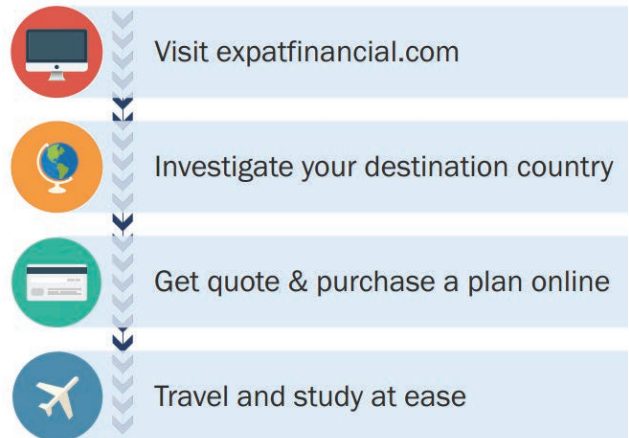 Visit expatfinancial.com
Investigate your destination country
Get quote & purchase a plan online
Travel and study at ease